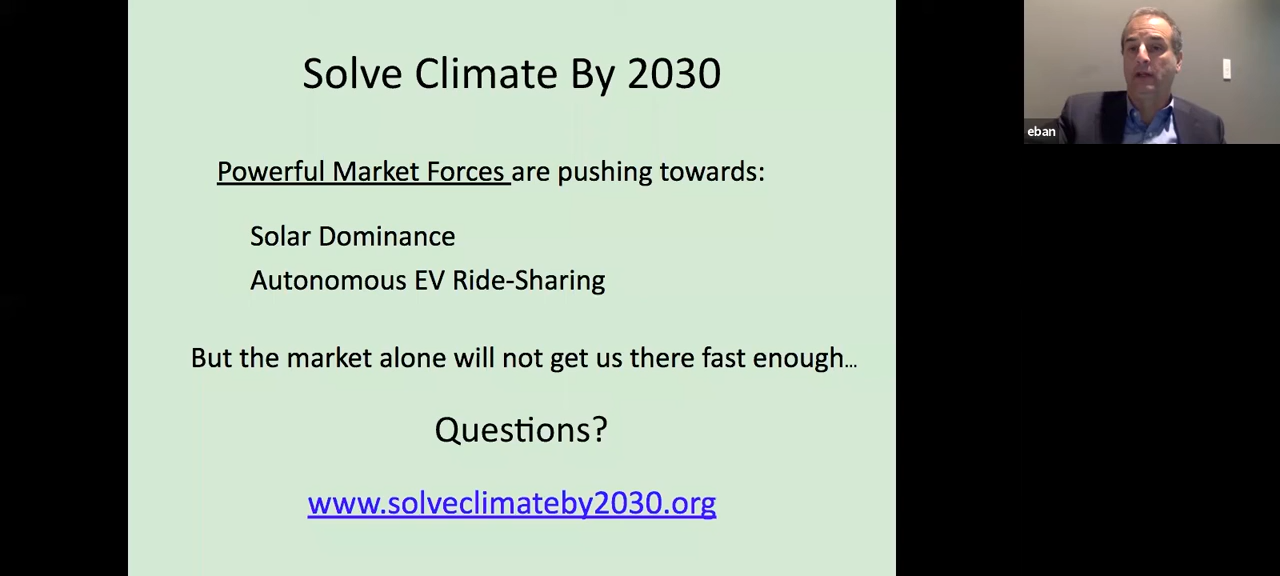 Solve Climate By 2030
Powerful Market Forces are pushing towards:
Solar Dominance
Autonomous EV Ride-Sharing
But the market alone will not get us there fast enough...
Questions?
www.solveclimateby2030.org
eban